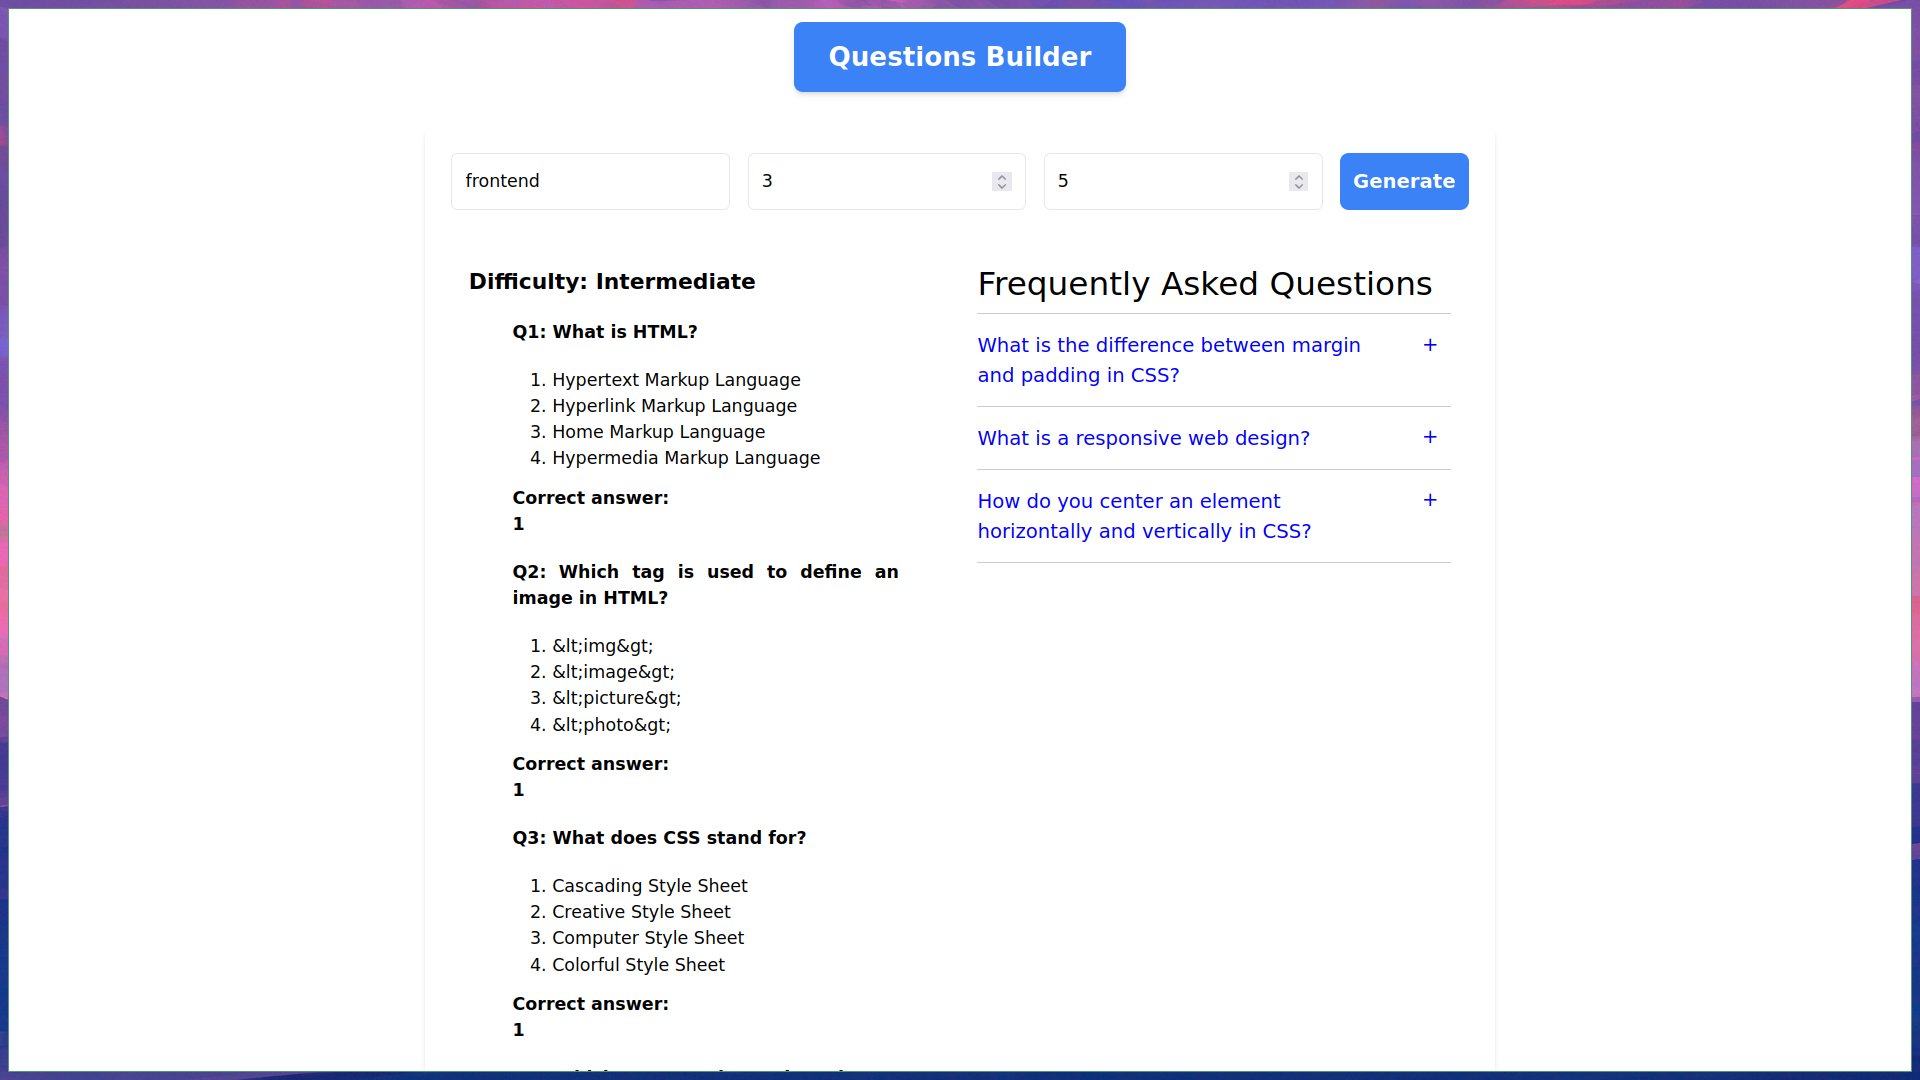 Questions Builder
frontend
3
5
Generate
Difficulty: Intermediate
Q1: What is HTML?
1. Hypertext Markup Language
2. Hyperlink Markup Language
3. Home Markup Language
4. Hypermedia Markup Language
Correct answer:
1
Q2: Which tag is used to define an
image in HTML?
1. &lt;img&gt;
2. &lt;image&gt;
3. &lt;picture&gt;
4. &lt;photo&gt;
Correct answer:
1
Q3: What does CSS stand for?
1. Cascading Style Sheet
2. Creative Style Sheet
3. Computer Style Sheet
4. Colorful Style Sheet
Correct answer:
1
Frequently Asked Questions
What is the difference between margin
and padding in CSS?
+
What is a responsive web design?
+
How do you center an element
horizontally and vertically in CSS?
+